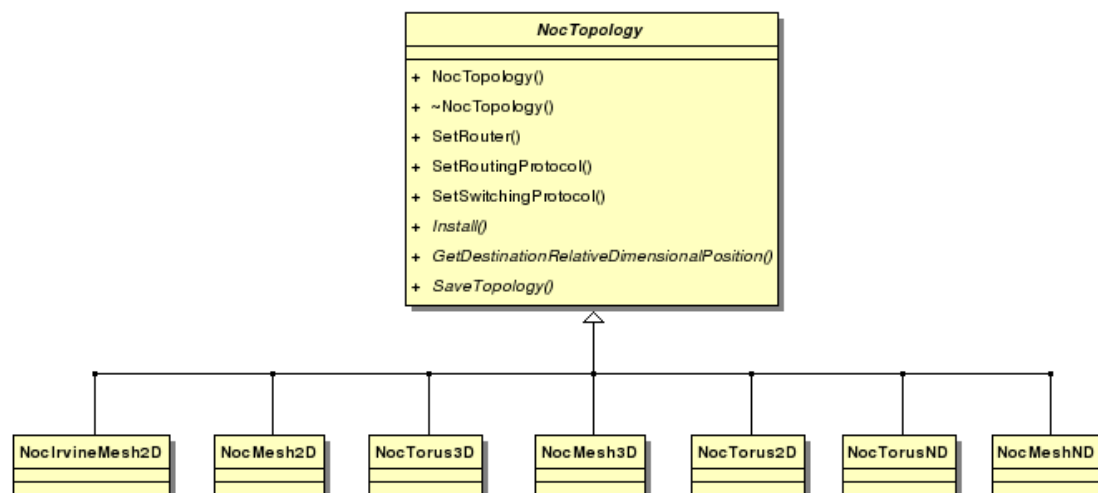 NocTopology
+ NocTopology()
+ ~NocTopology()
+ SetRouter()
+ SetRoutingProtocol()
+ SetSwitchingProtocol()
+ Install()
+ GetDestinationRelativeDimensionalPosition()
+ SaveTopology()
NocIrvineMesh2D NocMesh2D NocTorus3D NocMesh3D NocTorus2D NocTorusND NocMeshND